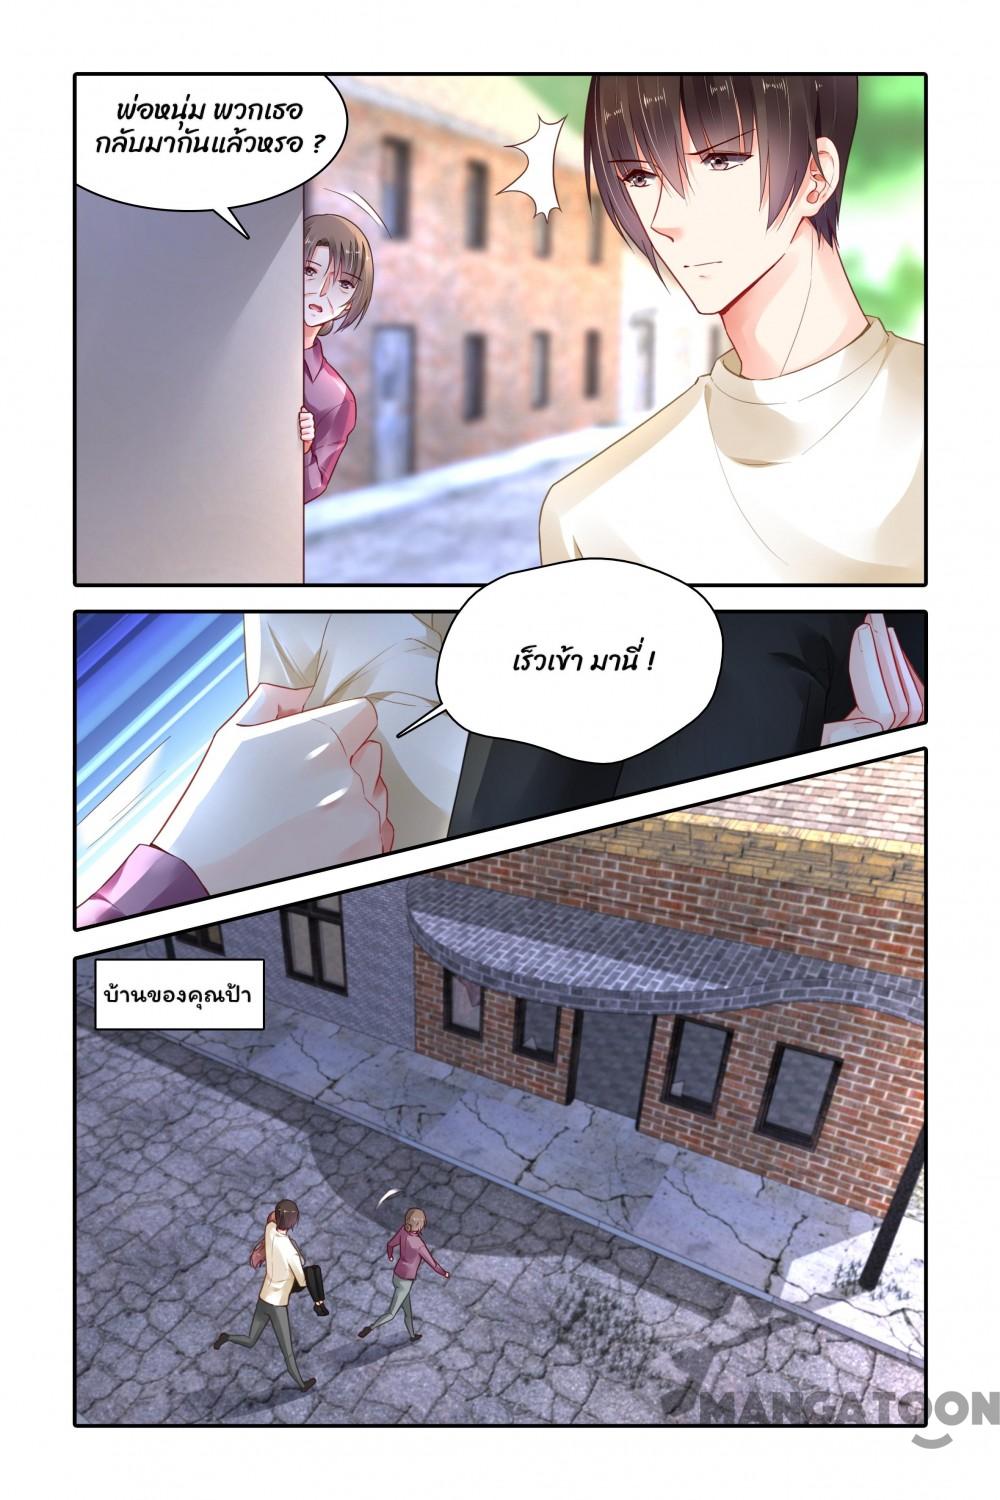 พ่อหนุ่ม พวกเธอ
กลับมากันแล้วหรอ ?
เร็วเข้า มานี่ !
บ้านของคุณป้า
MANGATOON